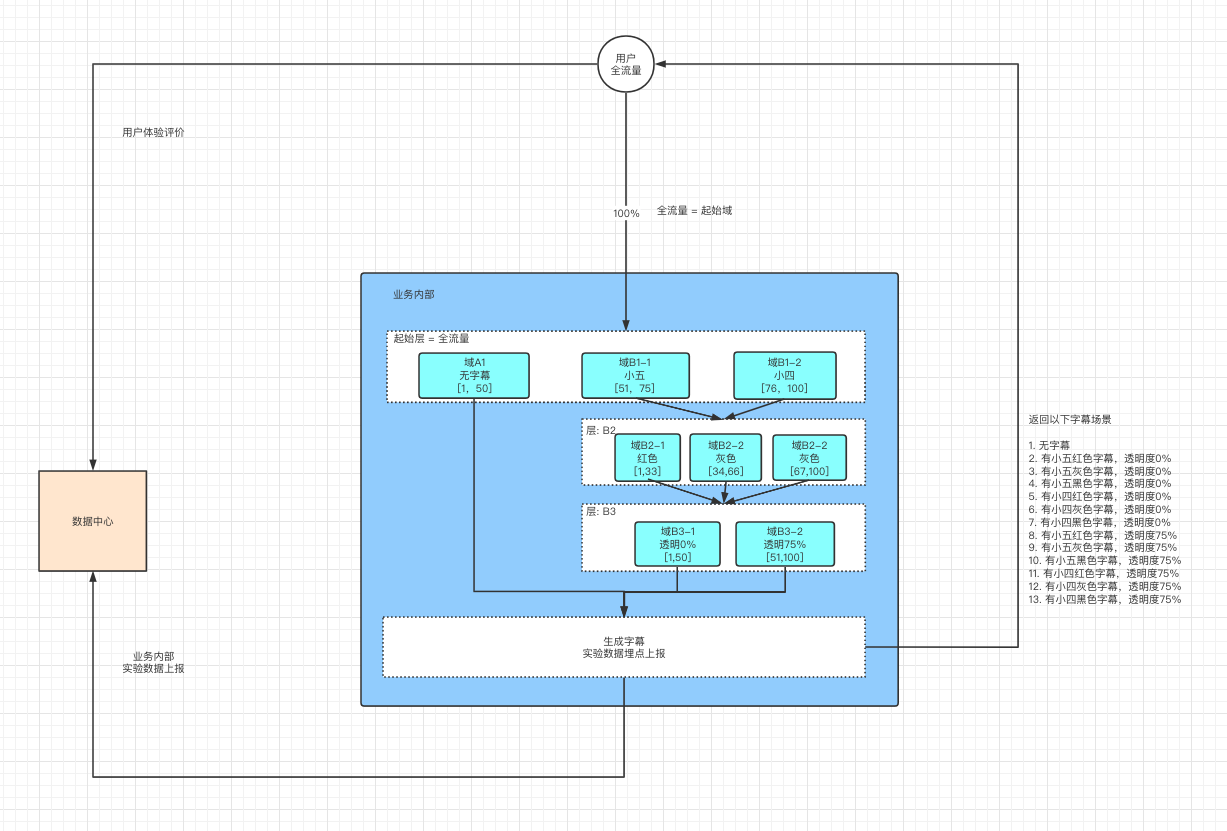 用户
全流量
用户体验评价
100%
全流量 = 起始域
业务内部
起始层 = 全流量
域A1
无字幕
[1，50]
域B1-1
小五
[51，75]
域B1-2
小四
[76，100]
层: B2
域B2-1
红色
[1,33]
域B2-2
灰色
[34,66]
域B2-2
灰色
[67,100]
层: B3
域B3-1
透明0%
[1,50]
域B3-2
透明75%
[51,100]
生成字幕
实验数据埋点上报
数据中心
业务内部
实验数据上报
返回以下字幕场景
1. 无字幕
2. 有小五红色字幕，透明度0%
3. 有小五灰色字幕，透明度0%
4. 有小五黑色字幕，透明度0%
5. 有小四红色字幕，透明度0%
6. 有小四灰色字幕，透明度0%
7. 有小四黑色字幕，透明度0%
8. 有小五红色字幕，透明度75%
9. 有小五灰色字幕，透明度75%
10. 有小五黑色字幕，透明度75%
11. 有小四红色字幕，透明度75%
12. 有小四灰色字幕，透明度75%
13. 有小四黑色字幕，透明度75%